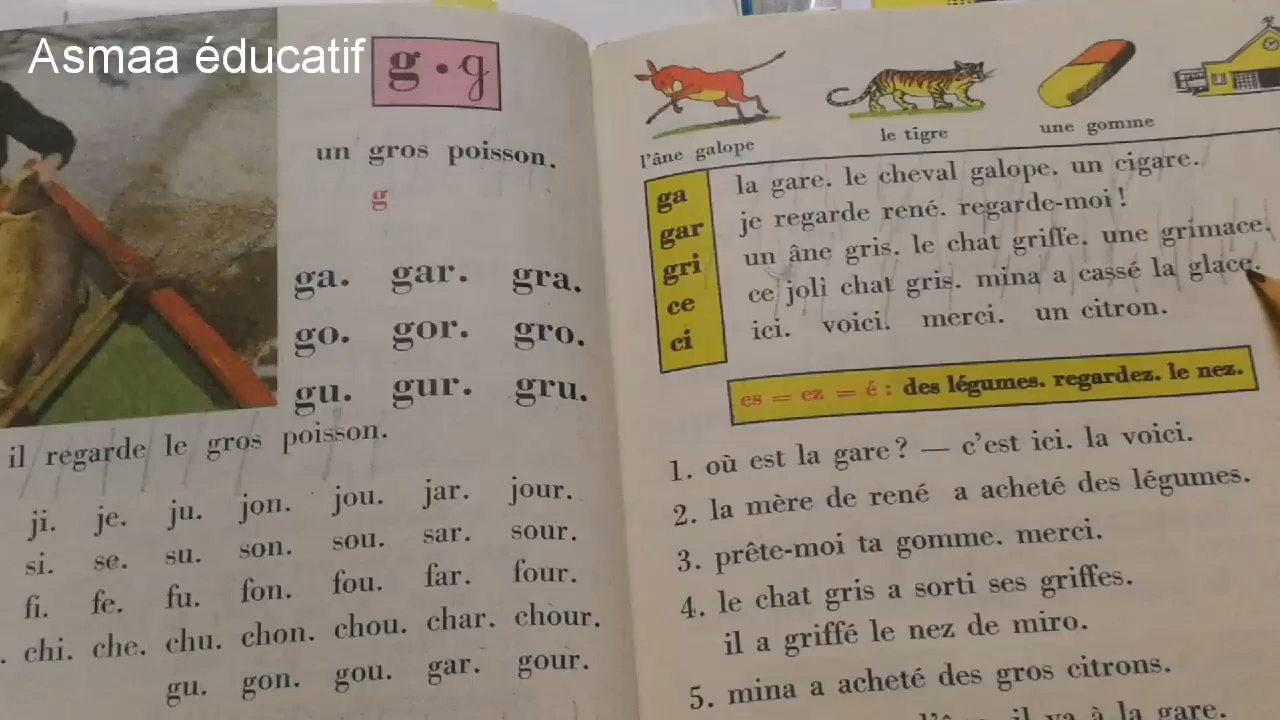 Asmaa éducatif
g • g
un gros poisson.
g
ga. gar. gra.
go. gor. gro.
gu. gur. gru.
il regarde le gros poisson.
ji. je. ju. jon. jou. jar. jour.
si. se. su. son. sou. sar. sour.
fi. fe. fu. fon. fou. far. four.
. chi. che. chu. chon. chou. char. chour.
gu. gon. gou. gar. gour.
l'âne galope
le tigre
une gomme
ga
gar
gri
ce
ci
la gare. le cheval galope. un cigare.
je regarde rené. regarde-moi !
un âne gris. le chat griffe. une grimace.
ce joli chat gris. mina a cassé la glace.
ici. voici. merci. un citron.
es = ez = é : des légumes. regardez. le nez.
1. où est la gare ? — c'est ici. la voici.
2. la mère de rené a acheté des légumes.
3. prête-moi ta gomme. merci.
4. le chat gris a sorti ses griffes.
il a griffé le nez de miro.
5. mina a acheté des gros citrons.
il va à la gare.